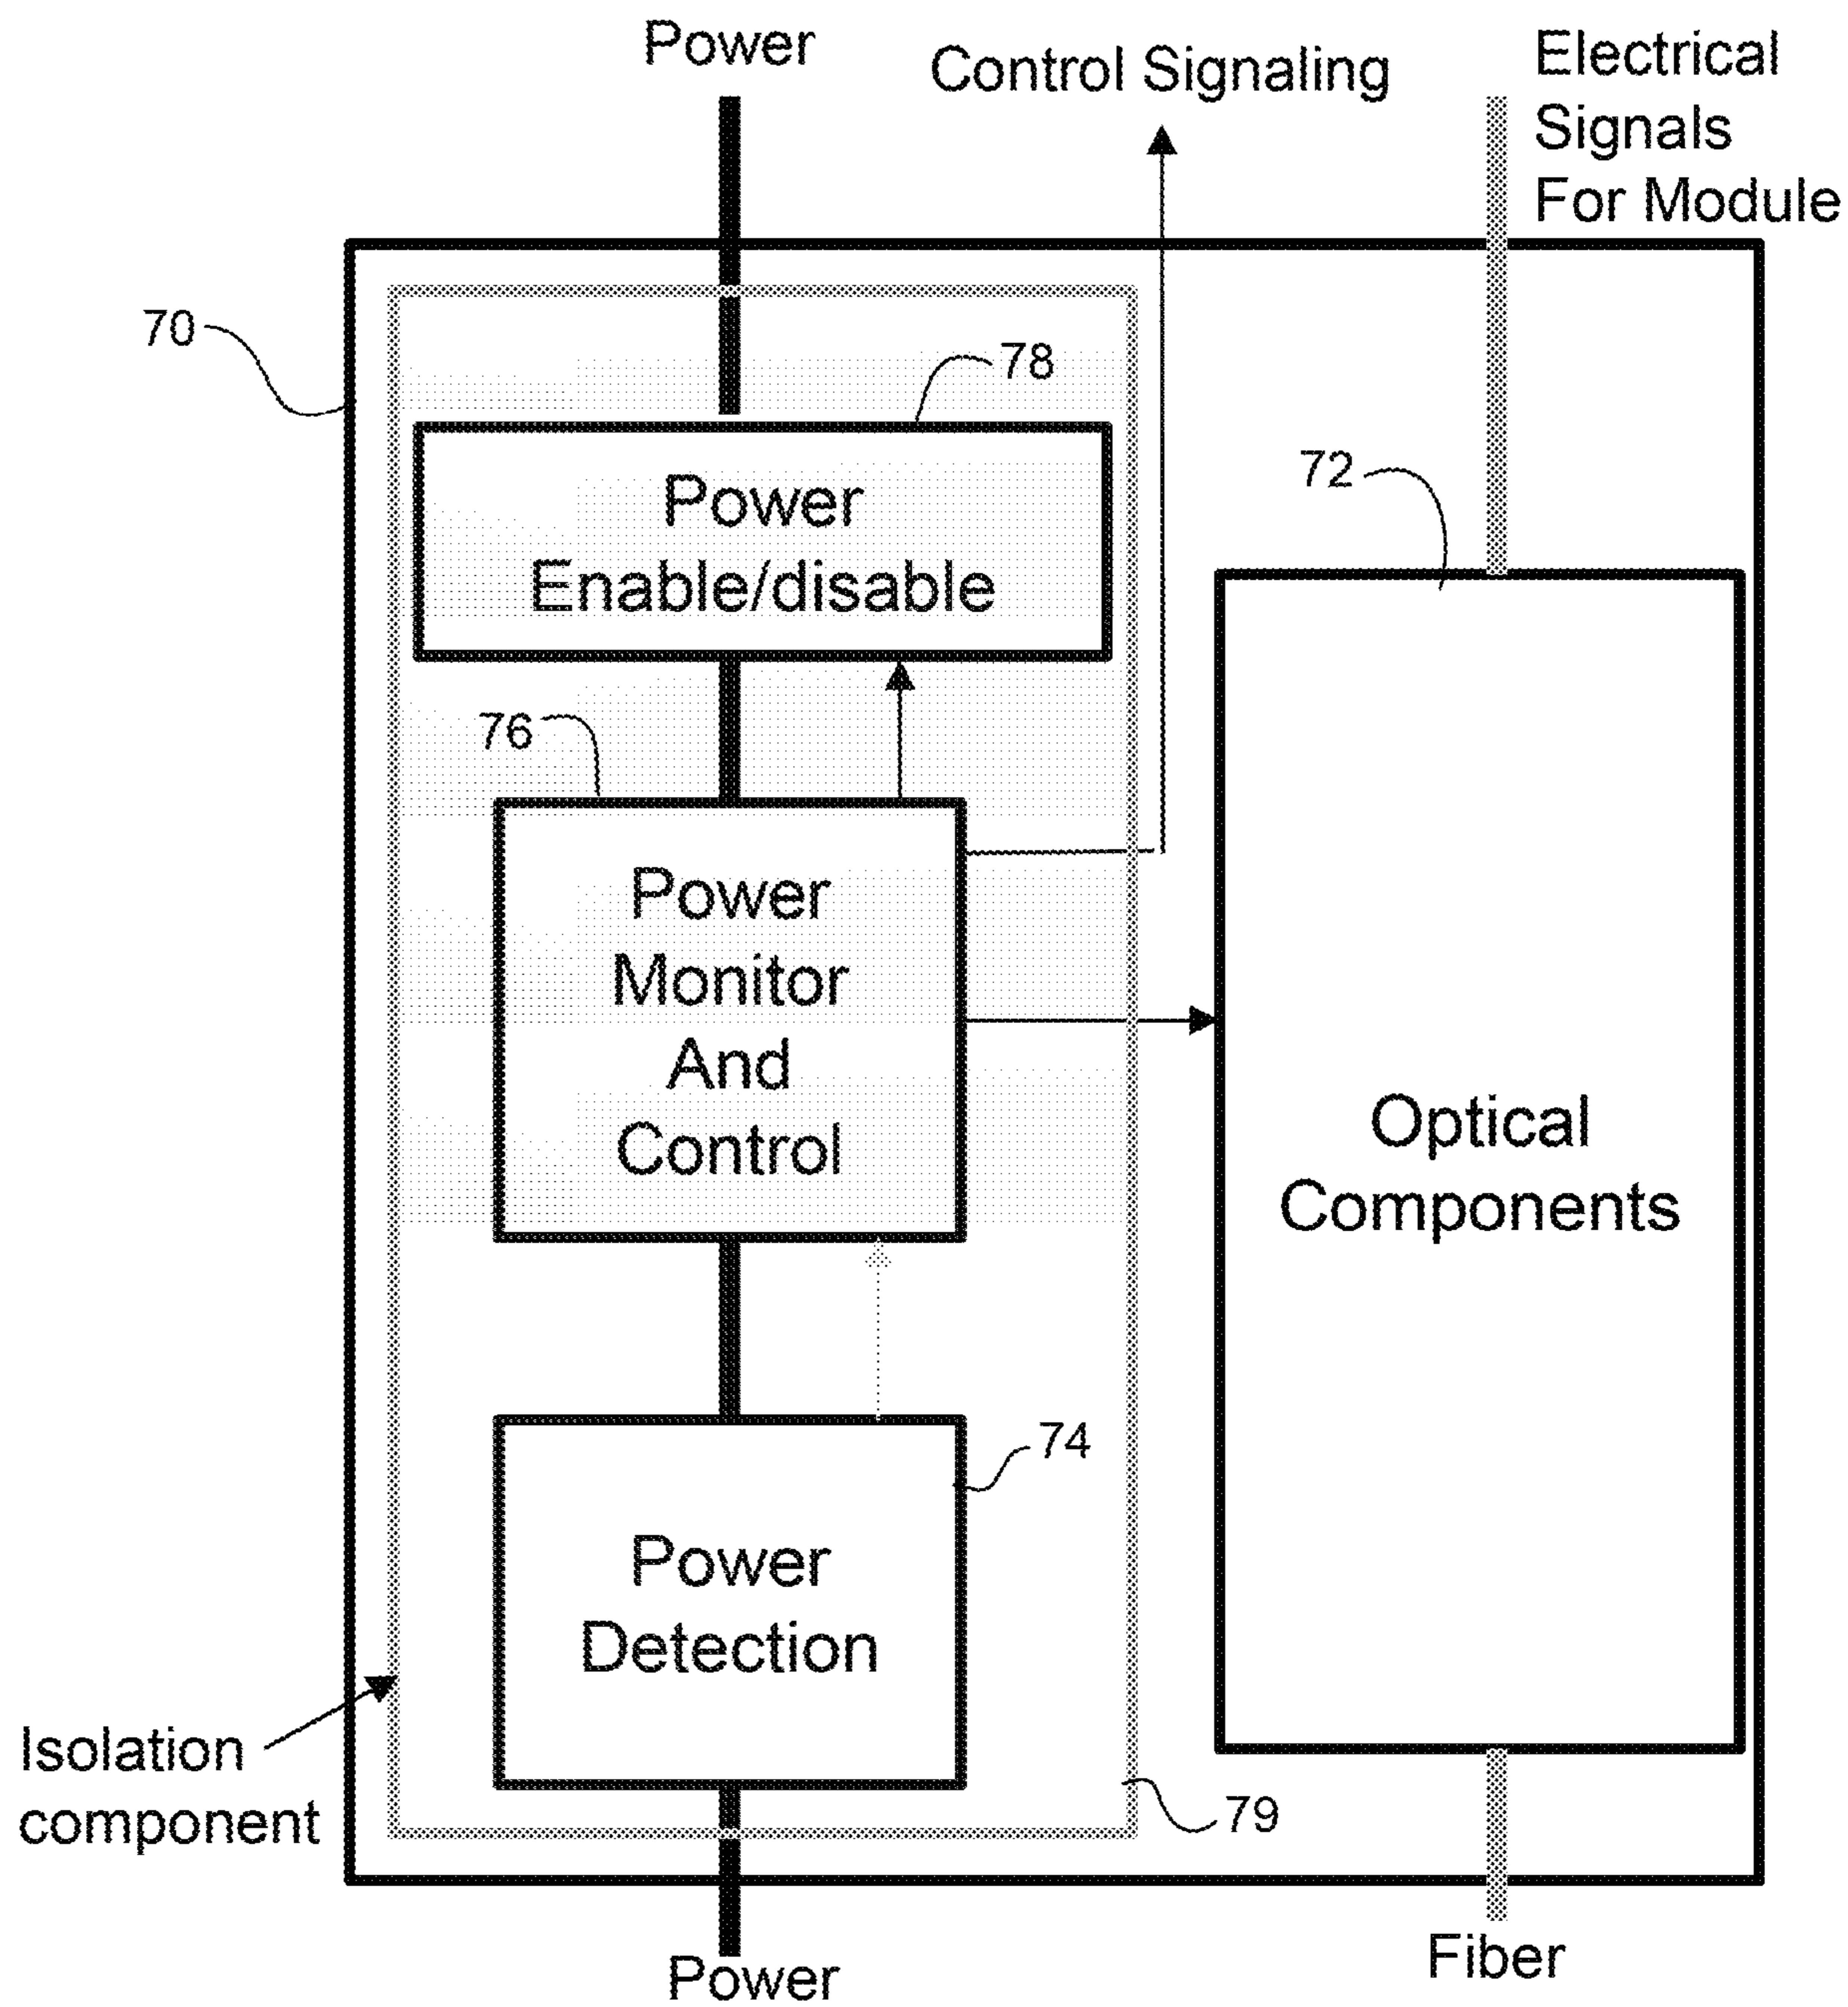 Power
Control Signaling
Electrical
Signals
For Module
70
78
Power
Enable/disable
72
76
Power
Monitor
And
Control
Optical
Components
74
Power
Detection
Isolation
component
79
Power
Fiber